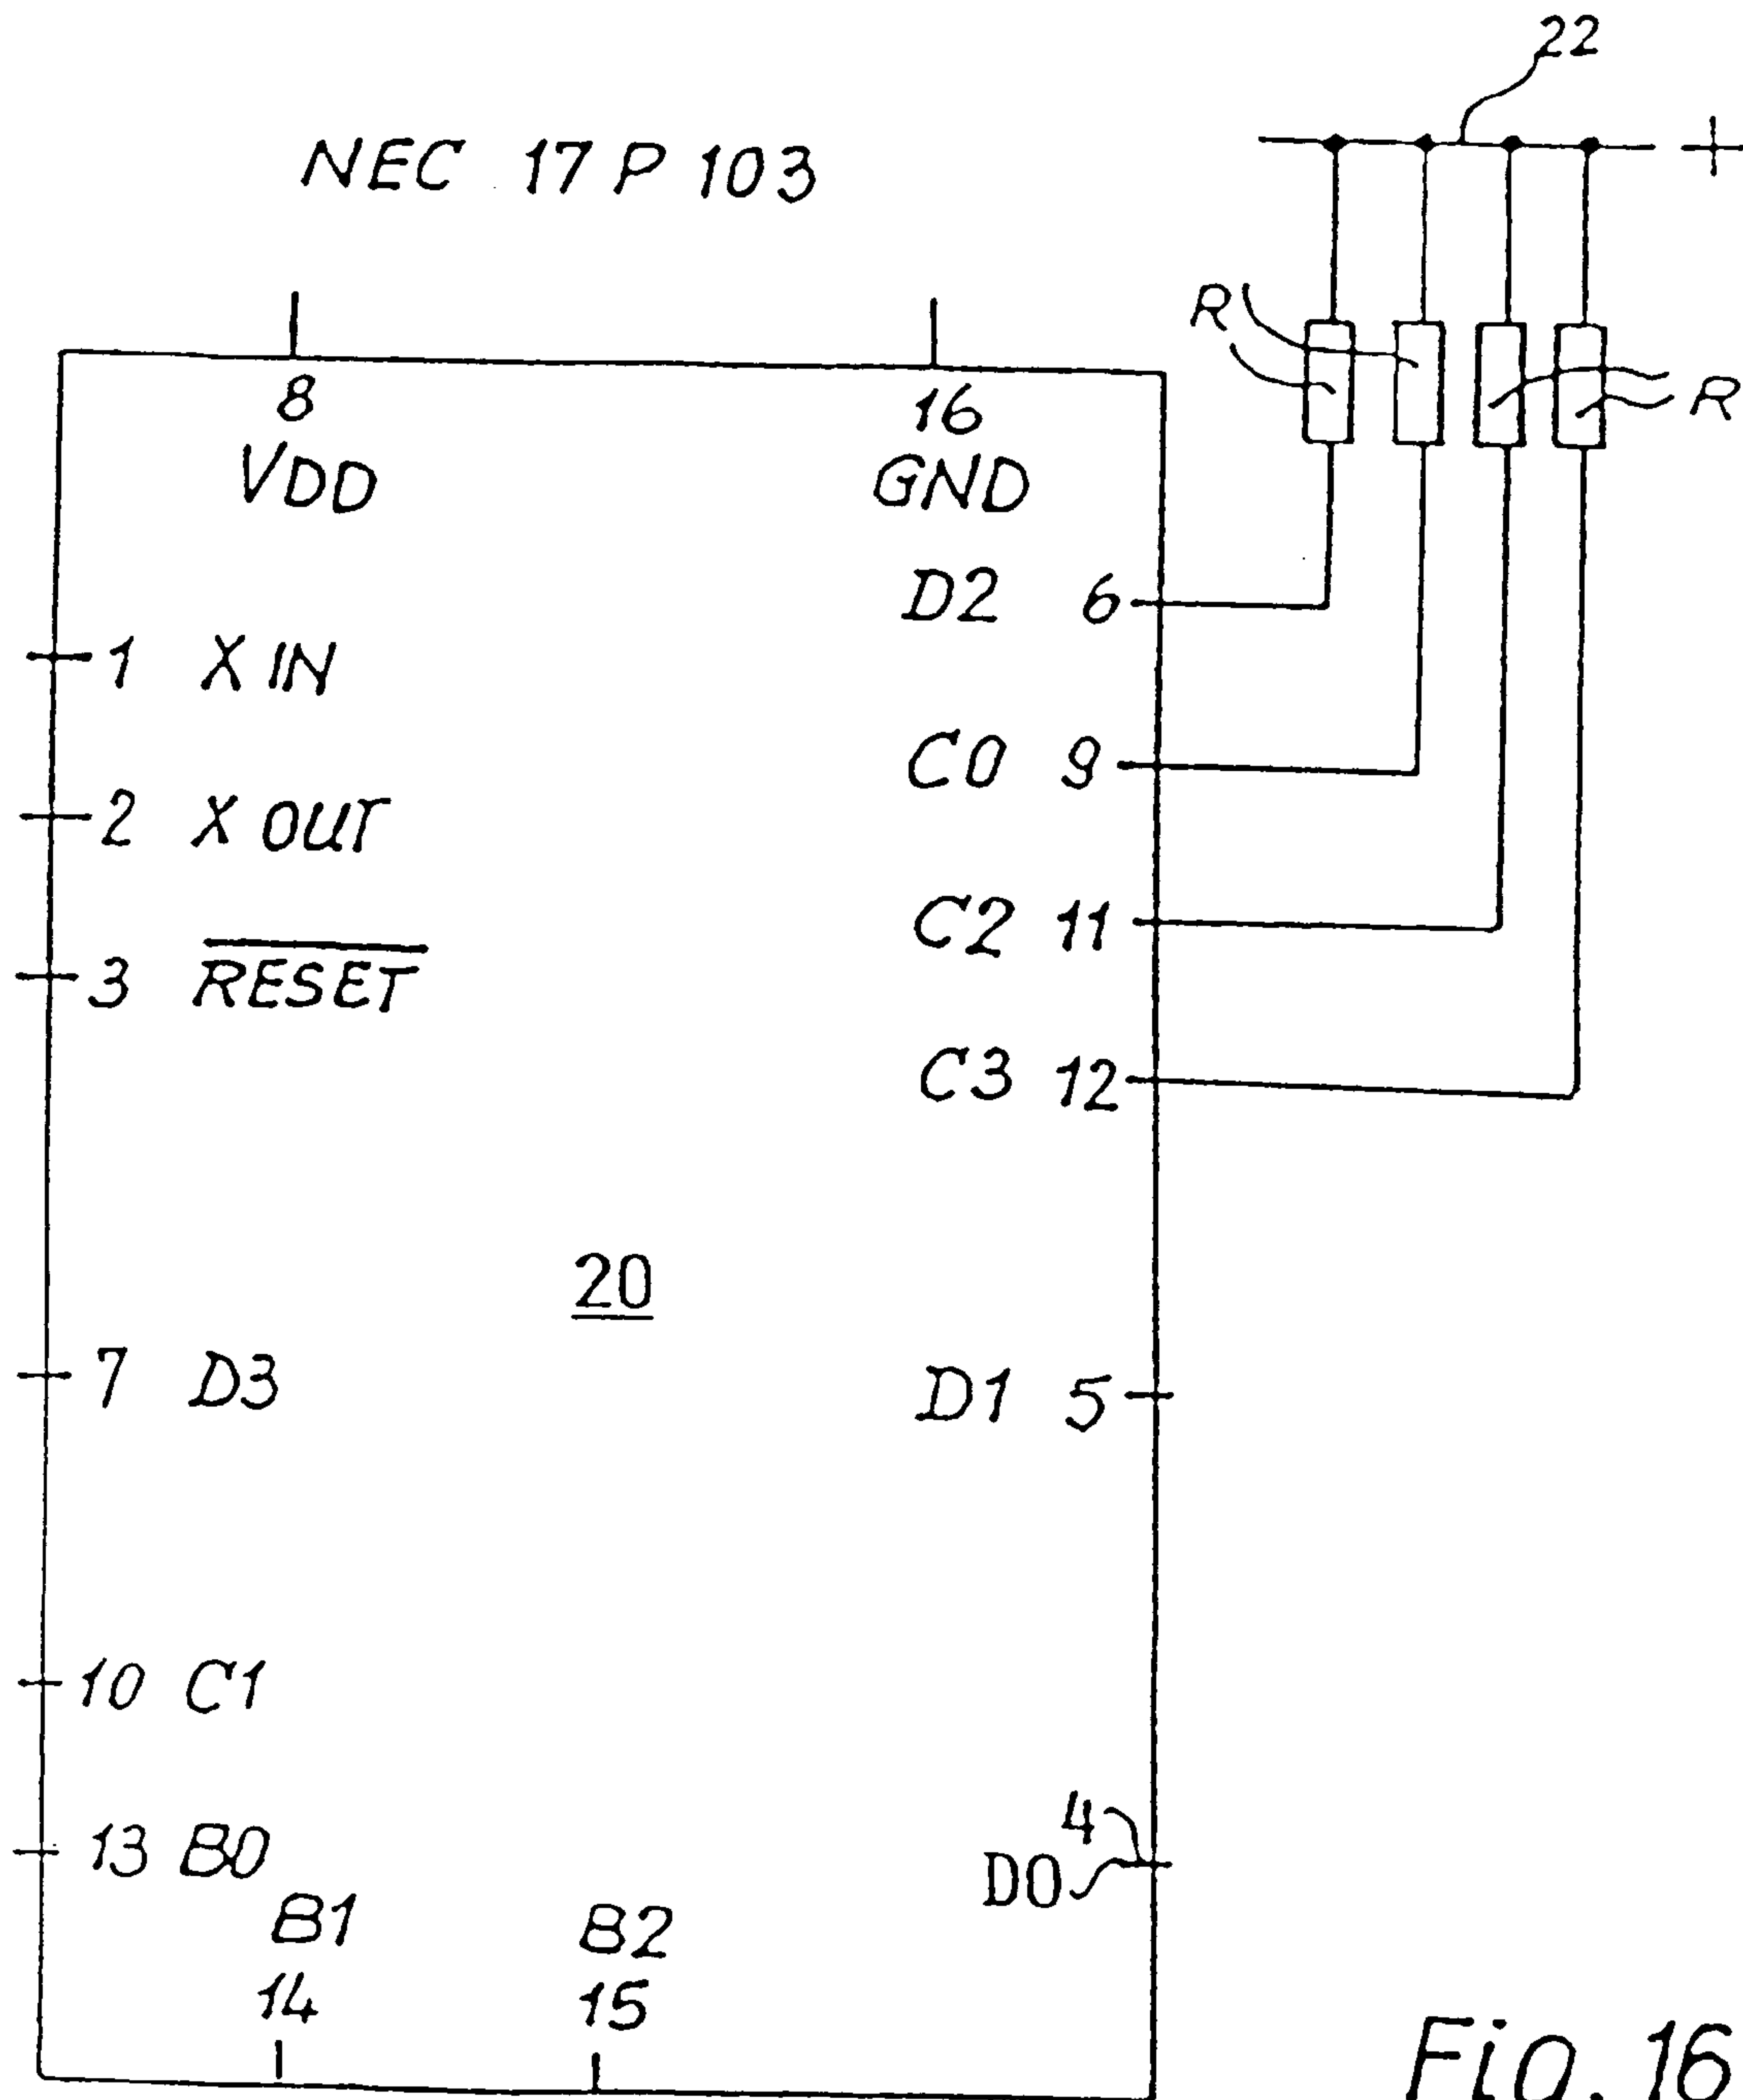 22
NEC 17 P 103
+
R
R
8
VDD
16
GND
D2 6
1 X IN
C0 9
2 X OUT
C2 11
3 RESET
C3 12
20
7 D3
D1 5
10 C1
4
13 B0
D0
B1
14
B2
15
Fig. 16